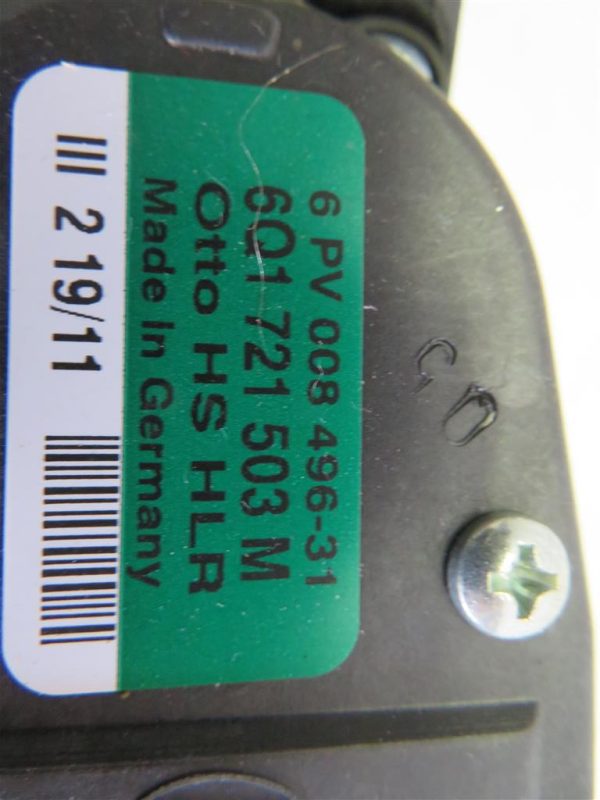 6 PV 008 496-31
6Q1 721 503 M
Otto HS HLR
Made In Germany
III 2 19/11